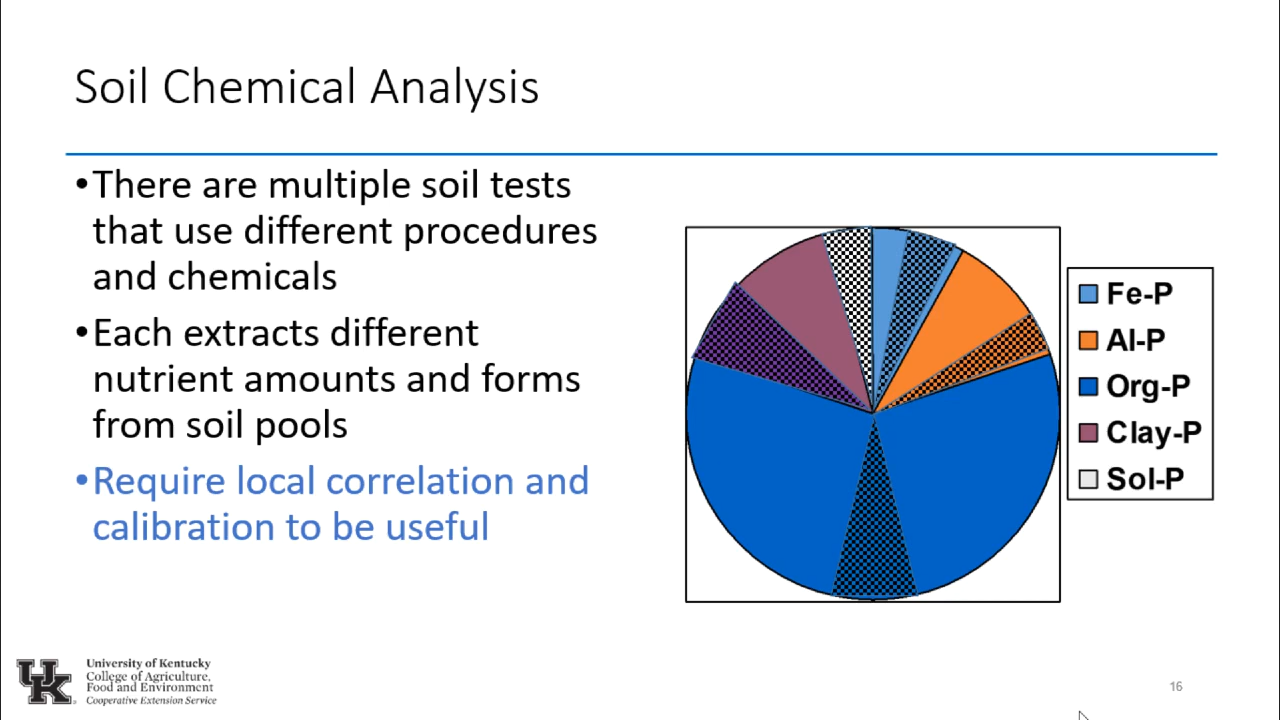 Soil Chemical Analysis
•There are multiple soil tests
that use different procedures
and chemicals
•Each extracts different
nutrient amounts and forms
from soil pools
•Require local correlation and
calibration to be useful
Fe-P
Al-P
Org-P
Clay-P
Sol-P
UK
University of Kentucky
College of Agriculture,
Food and Environment
Cooperative Extension Service
16